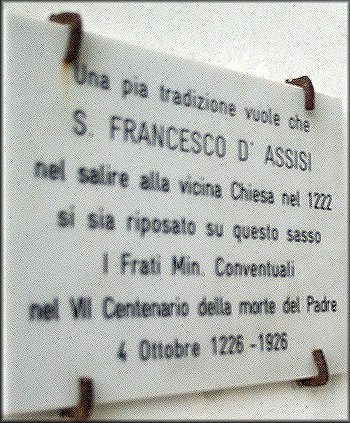 Una pia tradizione vuole che
S. FRANCESCO D' ASSISI
nel salire alla vicina Chiesa nel 1222
si sia riposato su questo sasso
I Frati Min. Conventuali
nel VII Centenario della morte del Padre
4 Ottobre 1226 - 1926